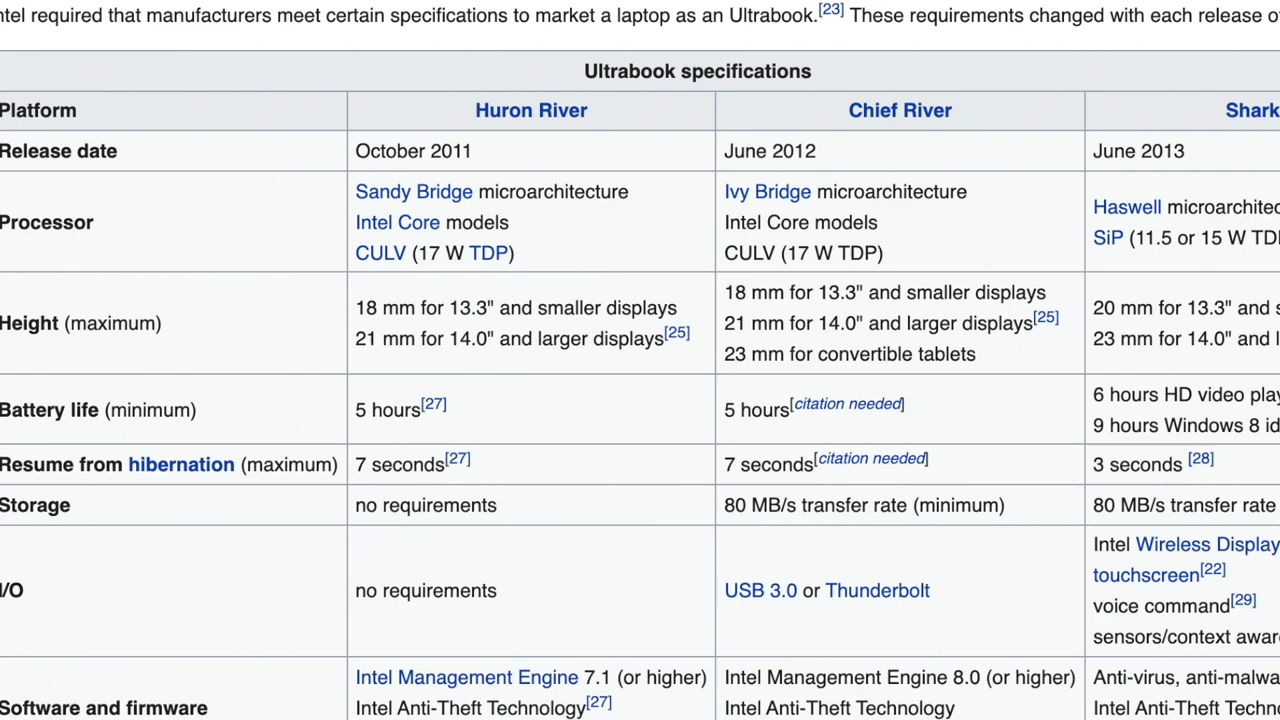 ntel required that manufacturers meet certain specifications to market a laptop as an Ultrabook.[23] These requirements changed with each release o
Ultrabook specifications
Platform
Huron River
Chief River
Shark
Release date
October 2011
June 2012
June 2013
Processor
Sandy Bridge microarchitecture
Intel Core models
CULV (17 W TDP)
Ivy Bridge microarchitecture
Intel Core models
CULV (17 W TDP)
Haswell microarchitec
SiP (11.5 or 15 W TD
Height (maximum)
18 mm for 13.3" and smaller displays
21 mm for 14.0" and larger displays[25]
18 mm for 13.3" and smaller displays
21 mm for 14.0" and larger displays[25]
23 mm for convertible tablets
20 mm for 13.3" and s
23 mm for 14.0" and l
Battery life (minimum)
5 hours[27]
5 hours[citation needed]
6 hours HD video play
9 hours Windows 8 id
Resume from hibernation (maximum)
7 seconds[27]
7 seconds[citation needed]
3 seconds [28]
Storage
no requirements
80 MB/s transfer rate (minimum)
80 MB/s transfer rate
I/O
no requirements
USB 3.0 or Thunderbolt
Intel Wireless Display
touchscreen[22]
voice command[29]
sensors/context awar
Software and firmware
Intel Management Engine 7.1 (or higher)
Intel Anti-Theft Technology[27]
Intel Management Engine 8.0 (or higher)
Intel Anti-Theft Technology
Anti-virus, anti-malwa
Intel Anti-Theft Techn